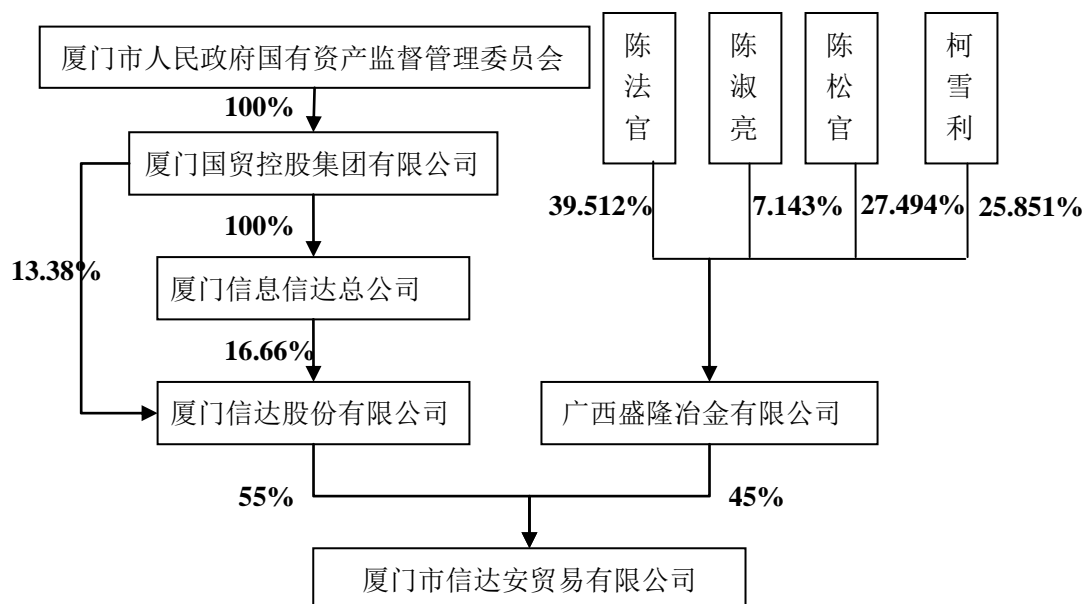 厦门市人民政府国有资产监督管理委员会
陈法官
陈淑亮
陈松官
柯雪利
100%
厦门国贸控股集团有限公司
39.512%
7.143%
27.494%
25.851%
100%
13.38%
厦门信息信达总公司
16.66%
厦门信达股份有限公司
广西盛隆冶金有限公司
55%
45%
厦门市信达安贸易有限公司